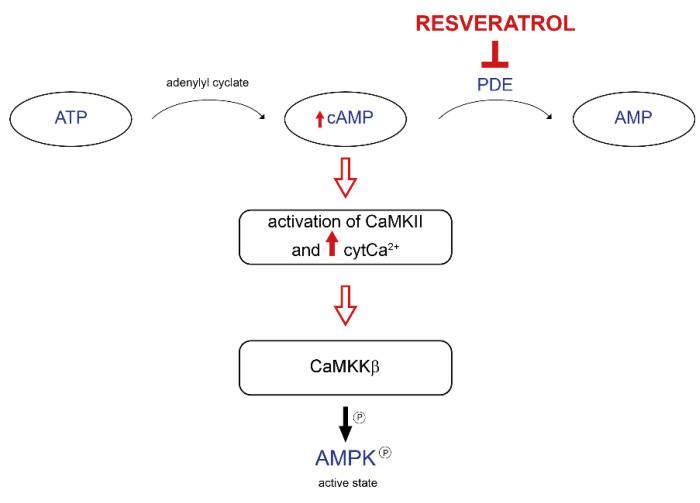 RESVERATROL
adenylyl cyclate
PDE
ATP
cAMP
AMP
activation of CaMKII
and cytCa²⁺
CaMKKβ
P
AMPK P
active state